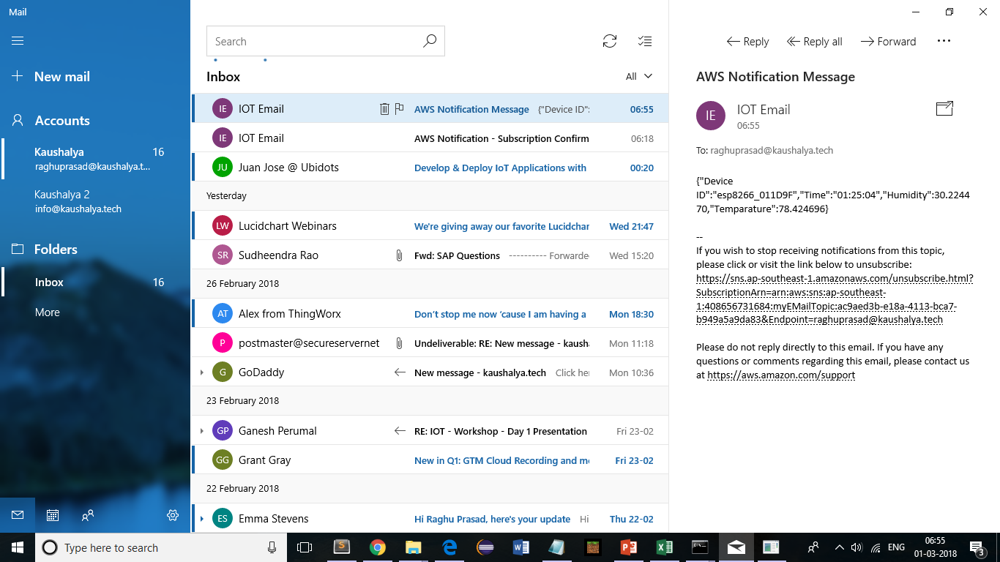 Mail
New mail
Accounts
Kaushalya 16
raghuprasad@kaushalya.t...
Kaushalya 2
info@kaushalya.tech
Folders
Inbox 16
More
Search
Inbox
All
IE IOT Email AWS Notification Message {"Device ID": 06:55
IE IOT Email AWS Notification - Subscription Confirm 06:18
JU Juan Jose @ Ubidots Develop & Deploy IoT Applications with 00:20
Yesterday
LW Lucidchart Webinars We're giving away our favorite Lucidchar Wed 21:47
SR Sudheendra Rao Fwd: SAP Questions ---------- Forwarde Wed 15:20
26 February 2018
AT Alex from ThingWorx Don't stop me now 'cause I am having a Mon 18:30
P postmaster@secureservernet Undeliverable: RE: New message - kausha Mon 11:18
G GoDaddy New message - kaushalya.tech Click her Mon 10:36
23 February 2018
GP Ganesh Perumal RE: IOT - Workshop - Day 1 Presentation Fri 23-02
GG Grant Gray New in Q1: GTM Cloud Recording and mo Fri 23-02
22 February 2018
ES Emma Stevens Hi Raghu Prasad, here's your update Hi Thu 22-02
Reply Reply all Forward
AWS Notification Message
IE IOT Email
06:55
To: raghuprasad@kaushalya.tech
{"Device
ID":"esp8266_011D9F","Time":"01:25:04","Humidity":30.2244
70,"Temparature":78.424696}
--
If you wish to stop receiving notifications from this topic,
please click or visit the link below to unsubscribe:
https://sns.ap-southeast-1.amazonaws.com/unsubscribe.html?
SubscriptionArn=arn:aws:sns:ap-southeast-
1:408656731684:myEMailTopic:ac9aed3b-e18a-4113-bca7-
b949a5a9da83&Endpoint=raghuprasad@kaushalya.tech
Please do not reply directly to this email. If you have any
questions or comments regarding this email, please contact us
at https://aws.amazon.com/support
Type here to search
ENG
06:55
01-03-2018
3